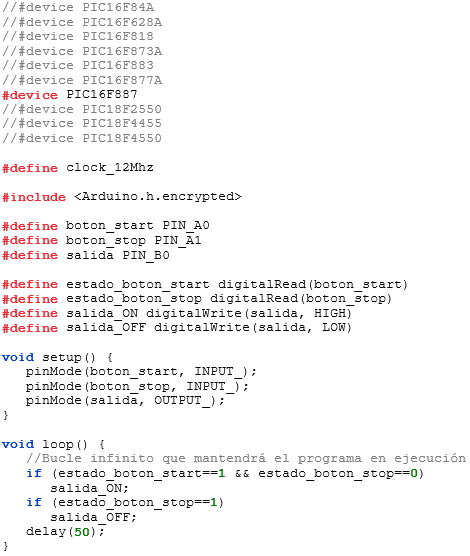 //#device PIC16F84A
//#device PIC16F628A
//#device PIC16F818
//#device PIC16F873A
//#device PIC16F883
//#device PIC16F877A
#device PIC16F887
//#device PIC18F2550
//#device PIC18F4455
//#device PIC18F4550
#define clock_12Mhz
#include <Arduino.h.encrypted>
#define boton_start PIN_A0
#define boton_stop PIN_A1
#define salida PIN_B0
#define estado_boton_start digitalRead(boton_start)
#define estado_boton_stop digitalRead(boton_stop)
#define salida_ON digitalWrite(salida, HIGH)
#define salida_OFF digitalWrite(salida, LOW)
void setup() {
   pinMode(boton_start, INPUT_);
   pinMode(boton_stop, INPUT_);
   pinMode(salida, OUTPUT_);
}
void loop() {
   //Bucle infinito que mantendrá el programa en ejecución
   if (estado_boton_start==1 && estado_boton_stop==0)
      salida_ON;
   if (estado_boton_stop==1)
      salida_OFF;
   delay(50);
}